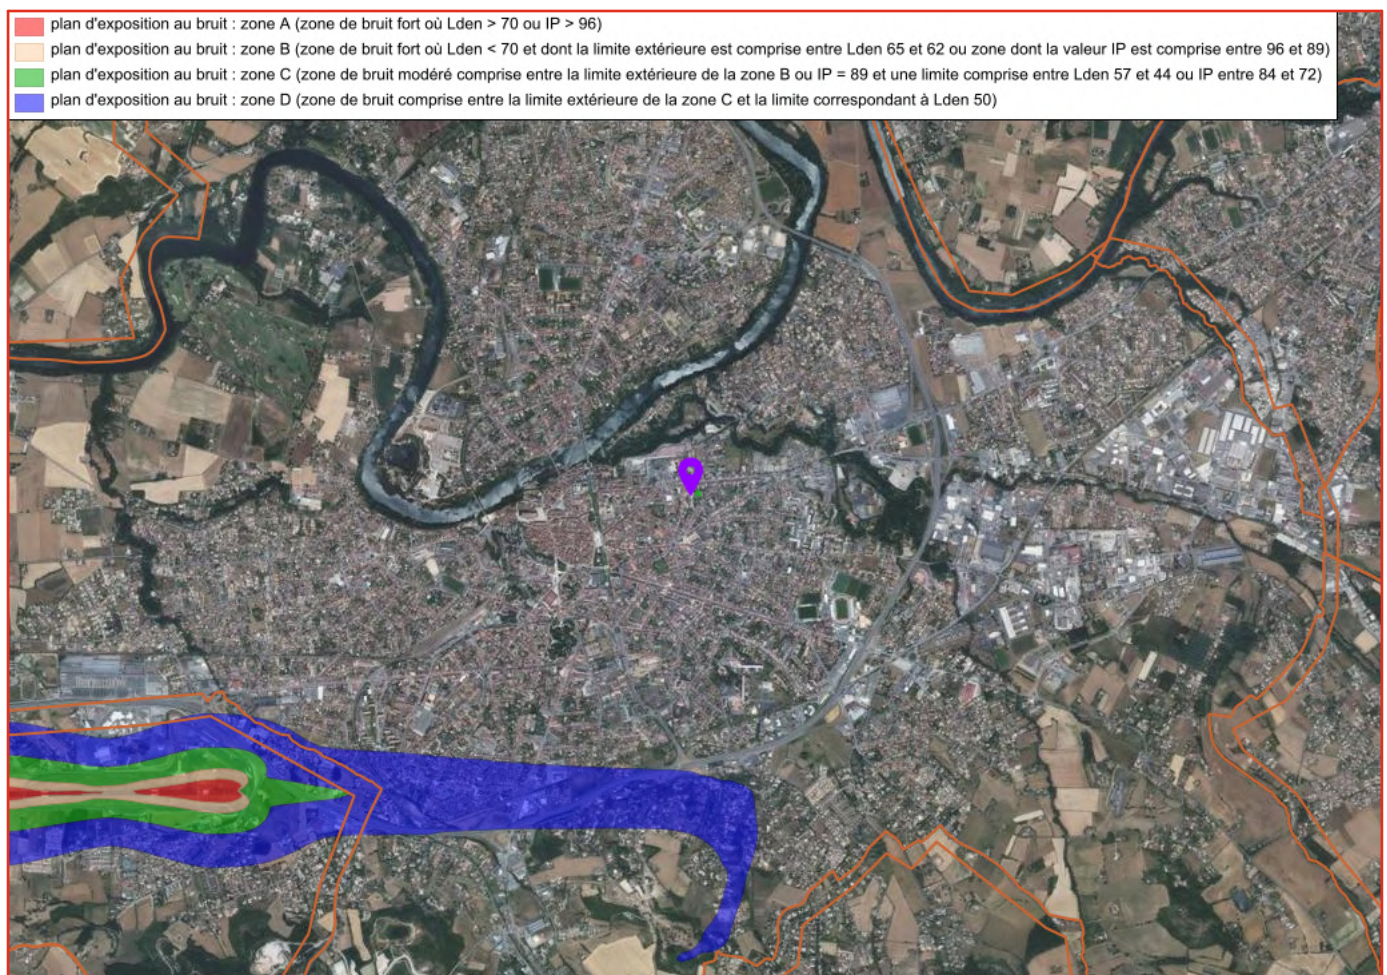 plan d'exposition au bruit : zone A (zone de bruit fort où Lden > 70 ou IP > 96)
plan d'exposition au bruit : zone B (zone de bruit fort où Lden < 70 et dont la limite extérieure est comprise entre Lden 65 et 62 ou zone dont la valeur IP est comprise entre 96 et 89)
plan d'exposition au bruit : zone C (zone de bruit modéré comprise entre la limite extérieure de la zone B ou IP = 89 et une limite comprise entre Lden 57 et 44 ou IP entre 84 et 72)
plan d'exposition au bruit : zone D (zone de bruit comprise entre la limite extérieure de la zone C et la limite correspondant à Lden 50)